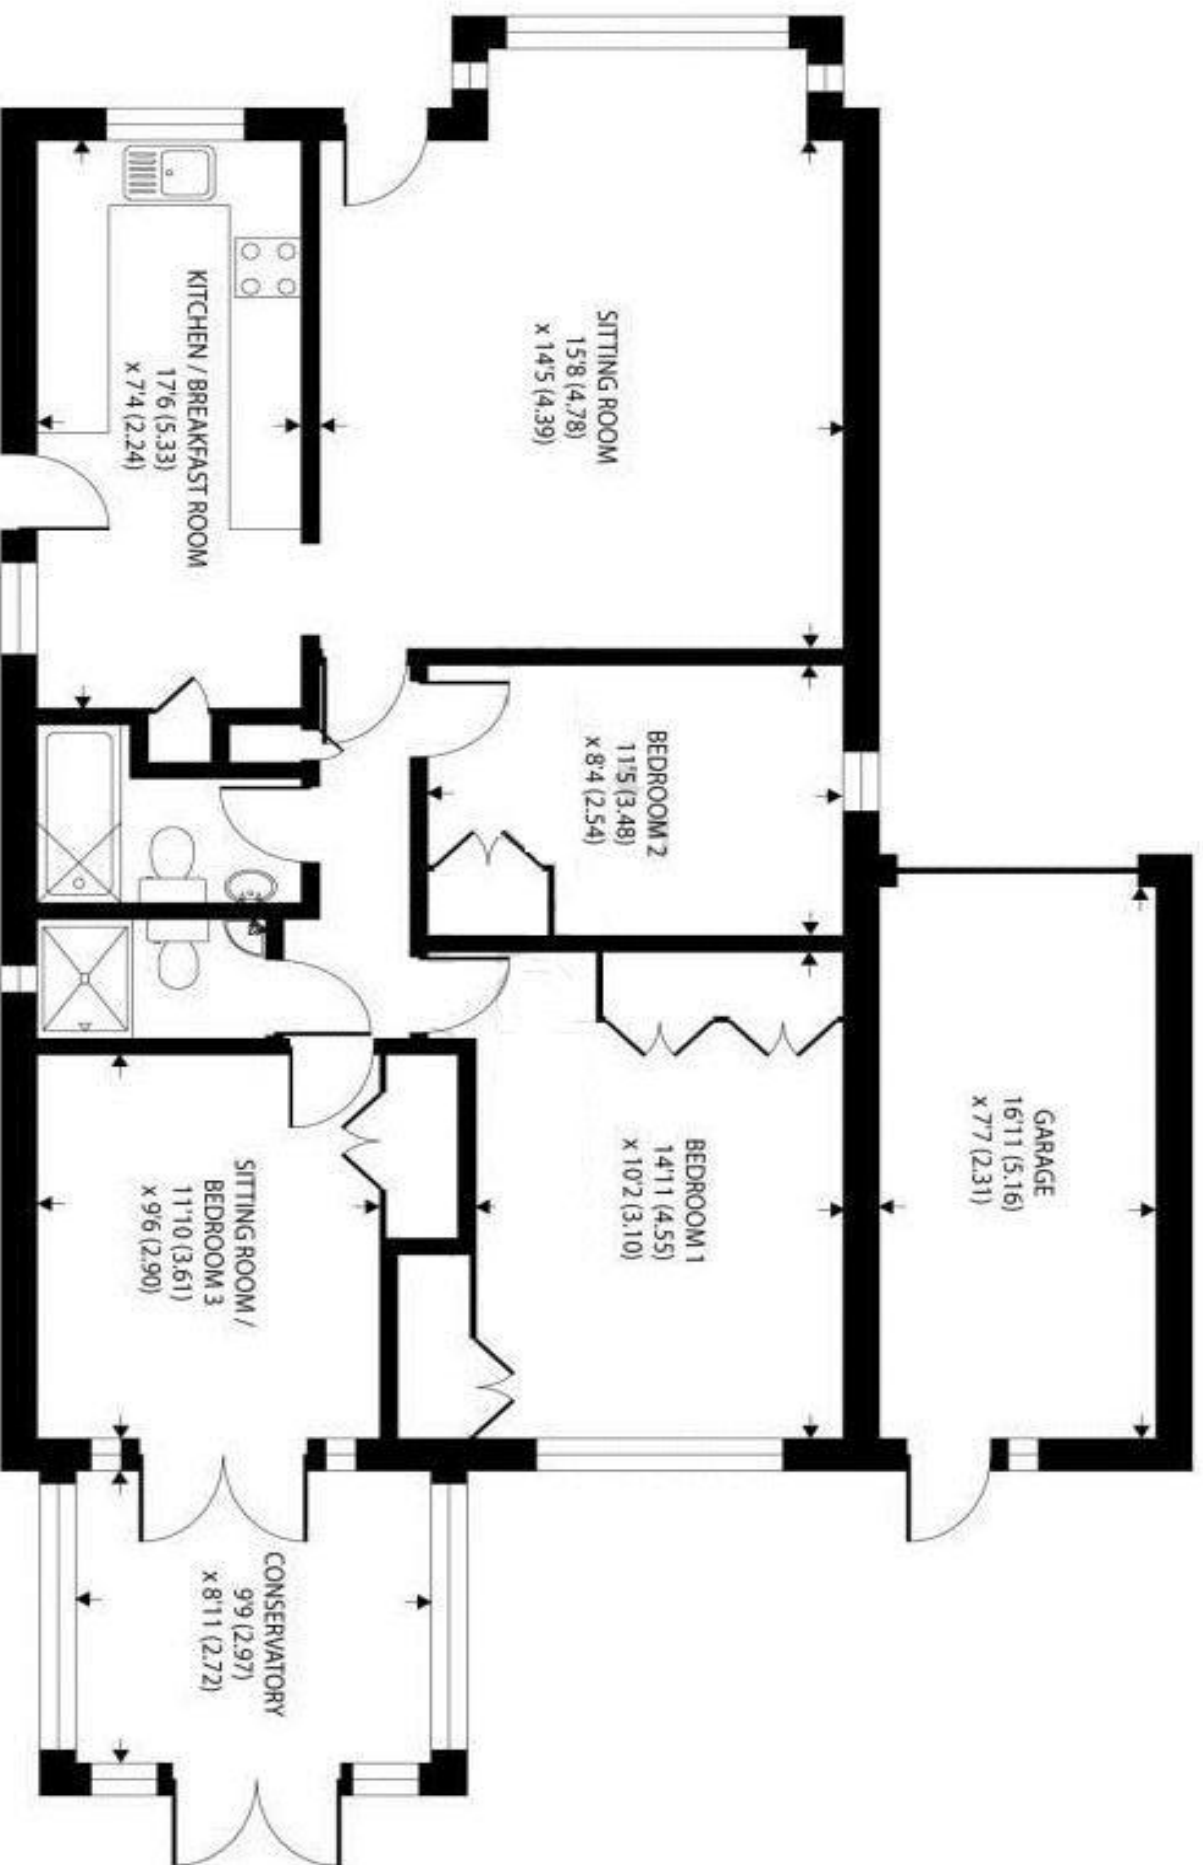 SITTING ROOM
15'8 (4.78)
x 14'5 (4.39)
KITCHEN / BREAKFAST ROOM
17'6 (5.33)
x 7'4 (2.24)
BEDROOM 2
11'5 (3.48)
x 8'4 (2.54)
GARAGE
16'11 (5.16)
x 7'7 (2.31)
BEDROOM 1
14'11 (4.55)
x 10'2 (3.10)
SITTING ROOM /
BEDROOM 3
11'10 (3.61)
x 9'6 (2.90)
CONSERVATORY
9'9 (2.97)
x 8'11 (2.72)